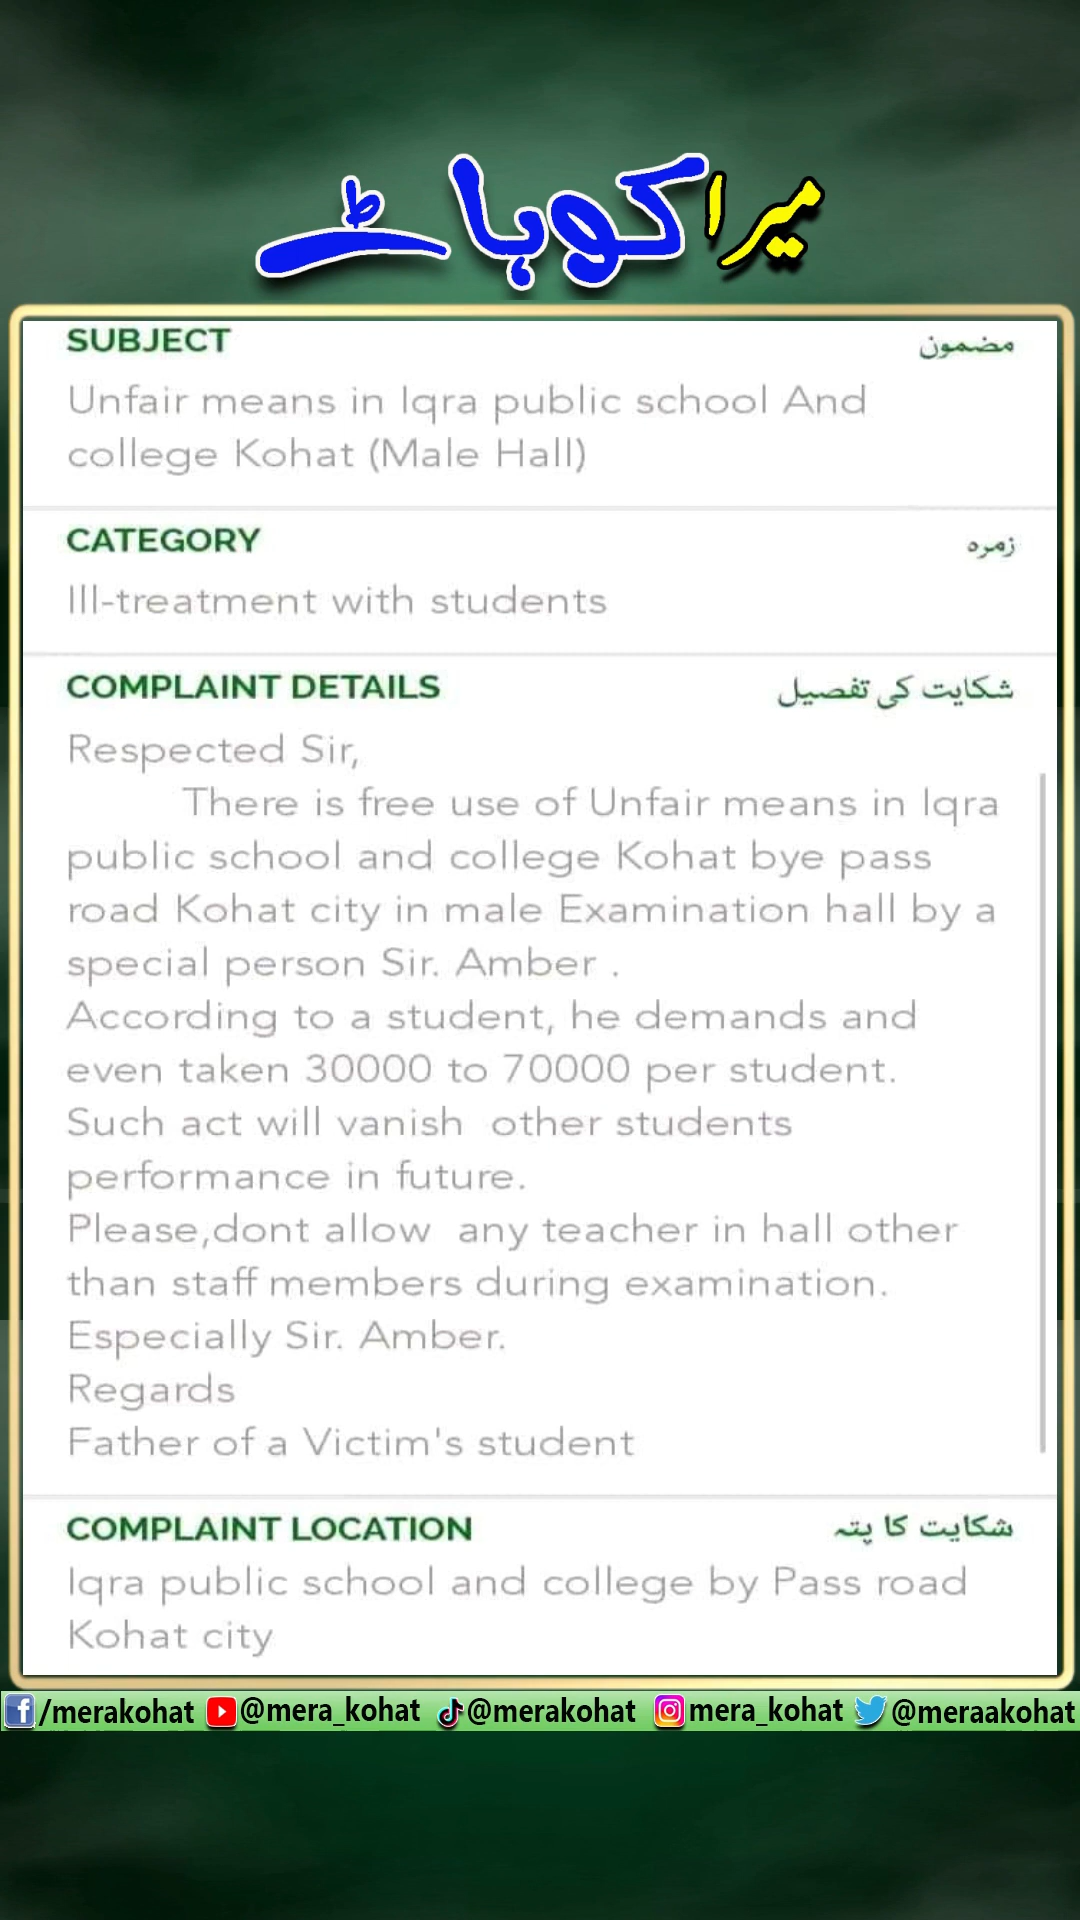 میرا کوہاٹ
SUBJECT مضمون
Unfair means in Iqra public school And
college Kohat (Male Hall)
CATEGORY زمرہ
Ill-treatment with students
COMPLAINT DETAILS شکایت کی تفصیل
Respected Sir,
There is free use of Unfair means in Iqra
public school and college Kohat bye pass
road Kohat city in male Examination hall by a
special person Sir. Amber .
According to a student, he demands and
even taken 30000 to 70000 per student.
Such act will vanish other students
performance in future.
Please,dont allow any teacher in hall other
than staff members during examination.
Especially Sir. Amber.
Regards
Father of a Victim's student
COMPLAINT LOCATION شکایت کا پتہ
Iqra public school and college by Pass road
Kohat city
/merakohat @mera_kohat @merakohat mera_kohat @meraakohat